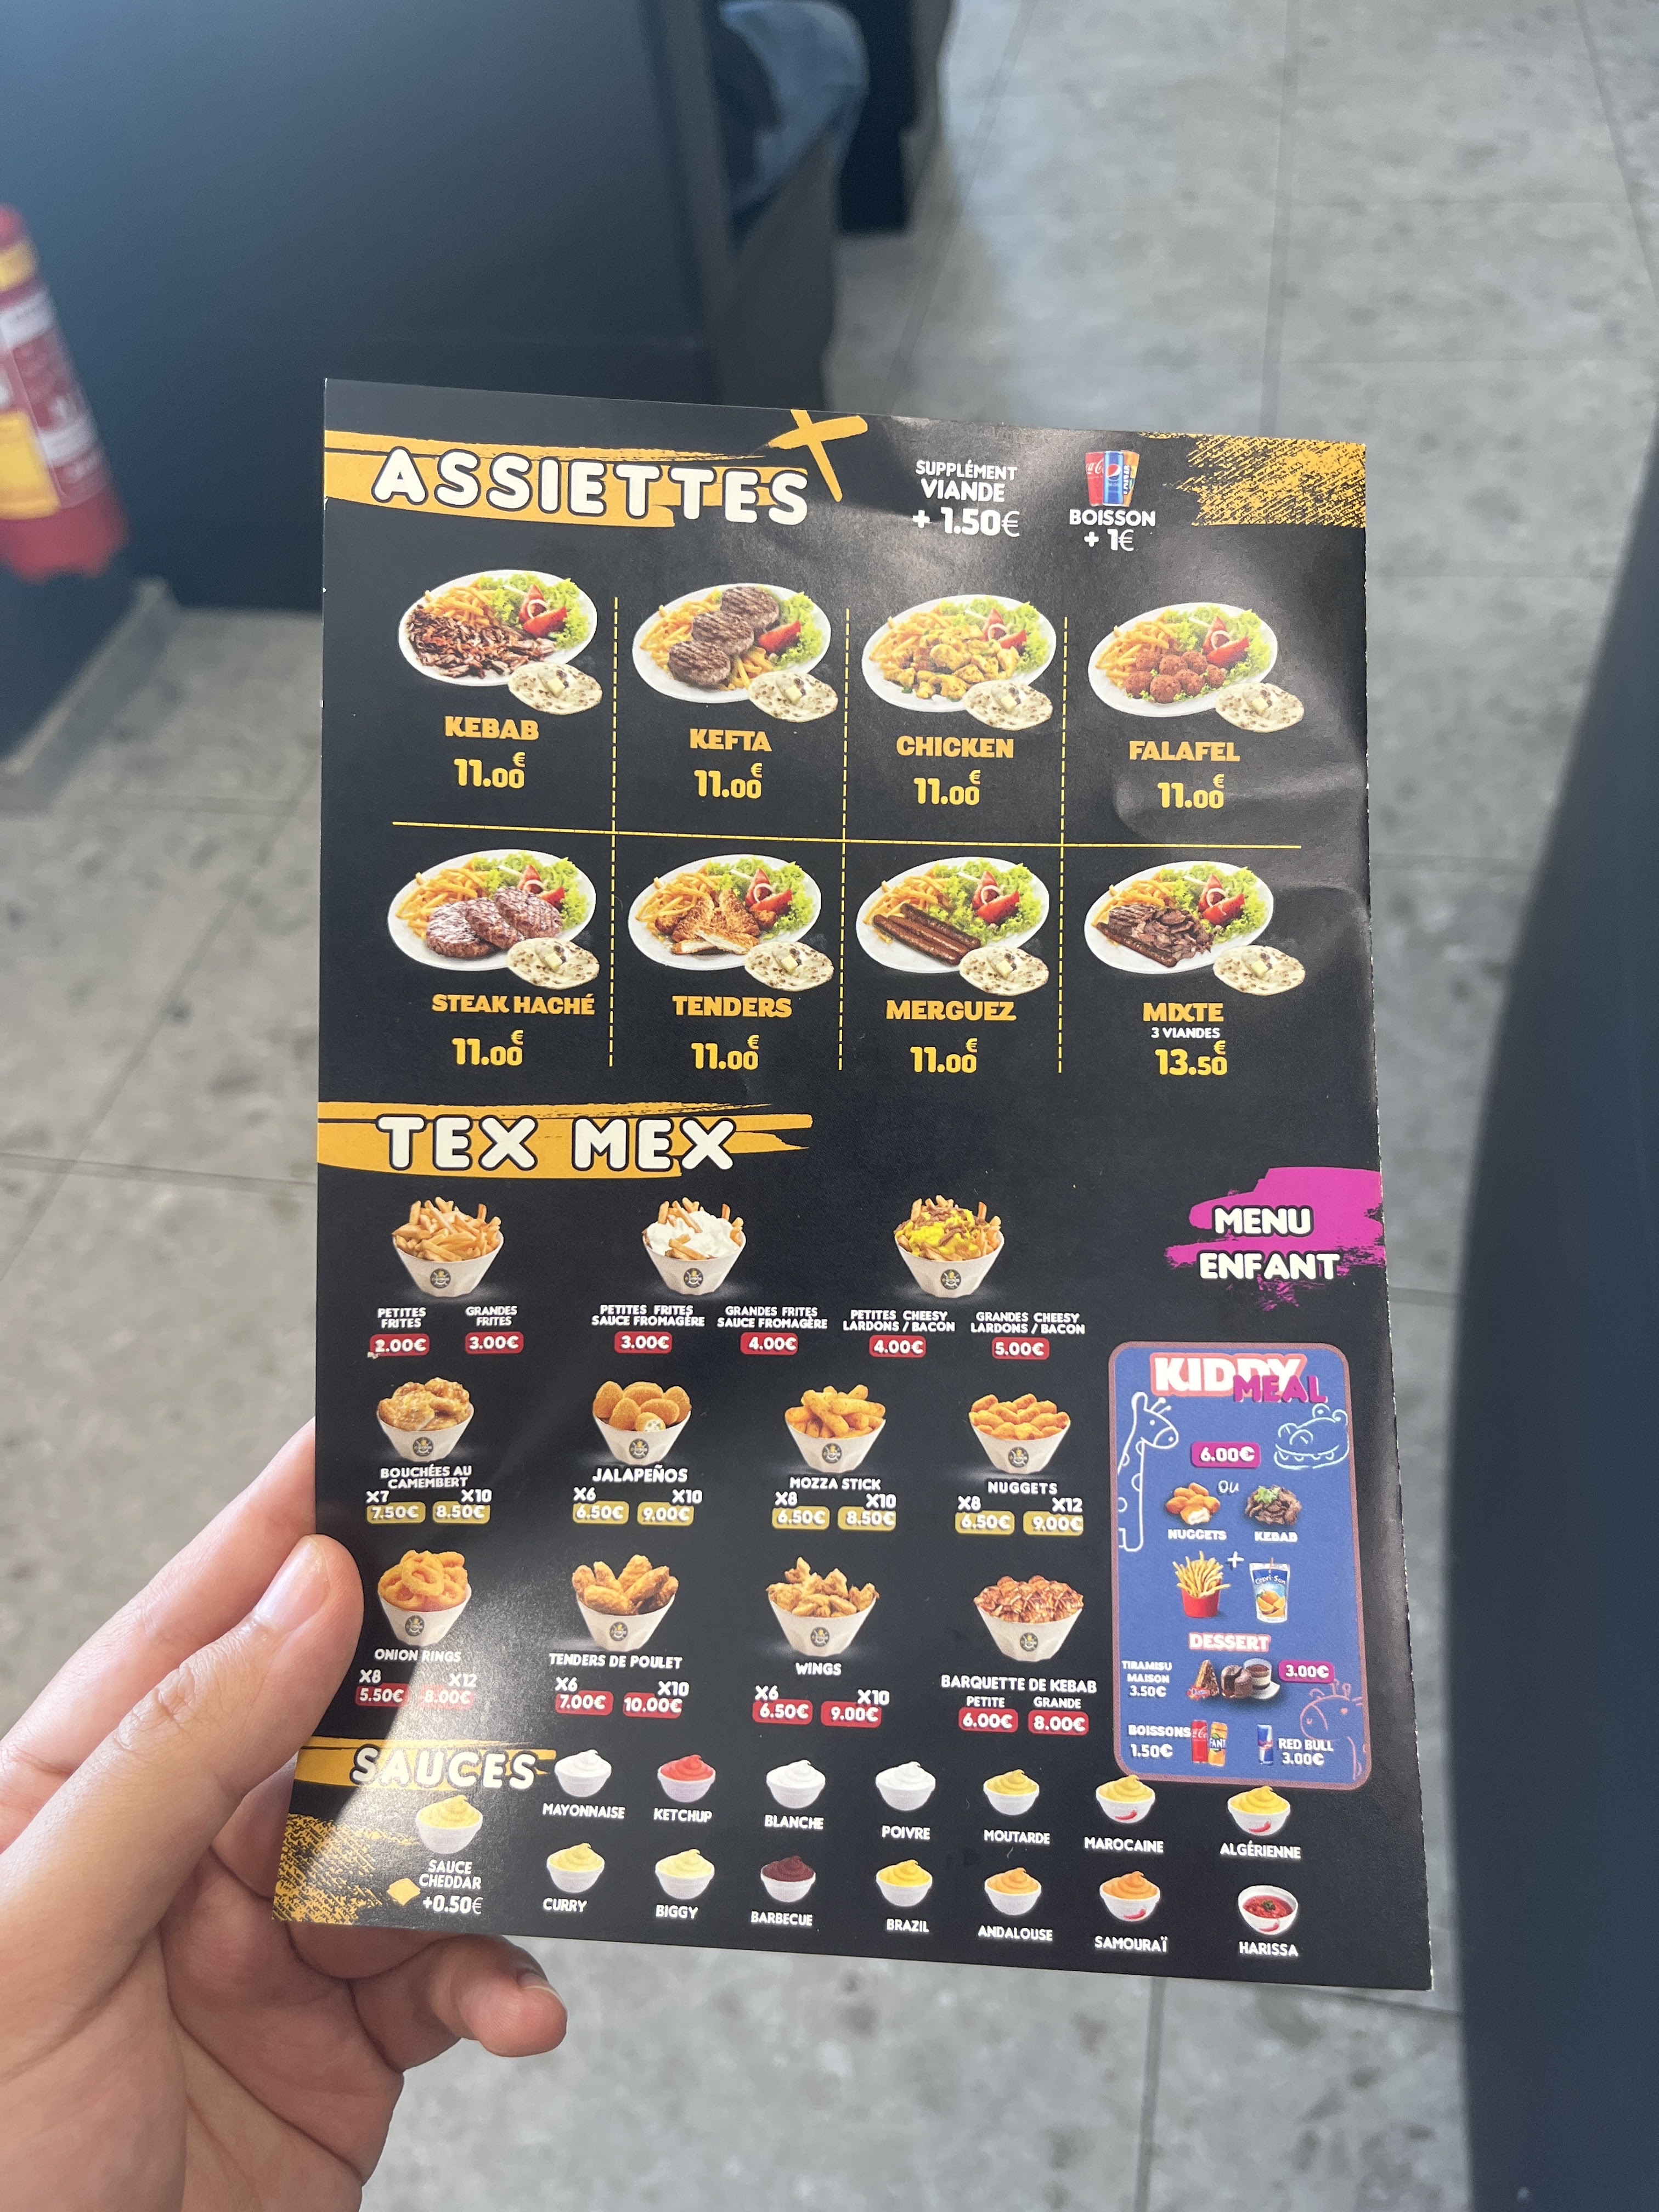 ASSIETTES
SUPPLÉMENT
VIANDE
+ 1.50€
BOISSON
+ 1€
KEBAB
11.00€
KEFTA
11.00€
CHICKEN
11.00€
FALAFEL
11.00€
STEAK HACHÉ
11.00€
TENDERS
11.00€
MERGUEZ
11.00€
MIXTE
3 VIANDES
13.50€
TEX MEX
PETITES
FRITES
2.00€
GRANDES
FRITES
3.00€
PETITES FRITES
SAUCE FROMAGÈRE
3.00€
GRANDES FRITES
SAUCE FROMAGÈRE
4.00€
PETITES CHEESY
LARDONS / BACON
4.00€
GRANDES CHEESY
LARDONS / BACON
5.00€
BOUCHÉES AU
CAMEMBERT
X7 X10
7.50€ 8.50€
JALAPEÑOS
X6 X10
6.50€ 9.00€
MOZZA STICK
X8 X10
6.50€ 8.50€
NUGGETS
X8 X12
6.50€ 9.00€
ONION RINGS
X8 X12
5.50€ 8.00€
TENDERS DE POULET
X6 X10
7.00€ 10.00€
WINGS
X6 X10
6.50€ 9.00€
BARQUETTE DE KEBAB
PETITE GRANDE
6.00€ 8.00€
MENU
ENFANT
KIDDY
MEAL
6.00€
OU
NUGGETS KEBAB
+
Capri-Sun
DESSERT
TIRAMISU
MAISON
3.50€
3.00€
BOISSONS
1.50€
RED BULL
3.00€
SAUCES
SAUCE
CHEDDAR
+0.50€
MAYONNAISE
KETCHUP
BLANCHE
POIVRE
MOUTARDE
MAROCAINE
ALGÉRIENNE
CURRY
BIGGY
BARBECUE
BRAZIL
ANDALOUSE
SAMOURAÏ
HARISSA